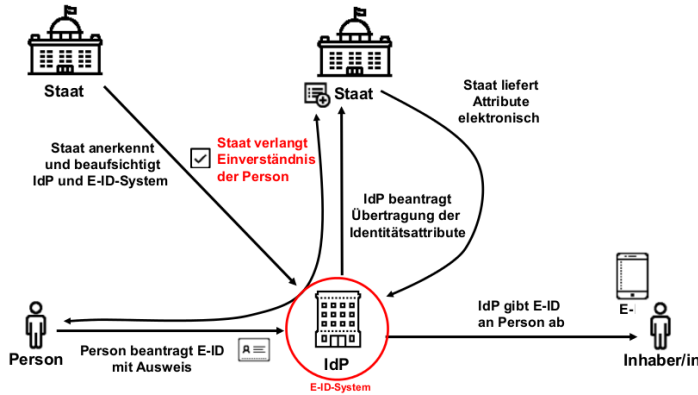 Staat
Staat
Staat liefert
Attribute
elektronisch
Staat anerkennt
und beaufsichtigt
IdP und E-ID-System
Staat verlangt
Einverständnis
der Person
IdP beantragt
Übertragung der
Identitätsattribute
E-
IdP gibt E-ID
an Person ab
Person
Person beantragt E-ID
mit Ausweis
IdP
E-ID-System
Inhaber/in